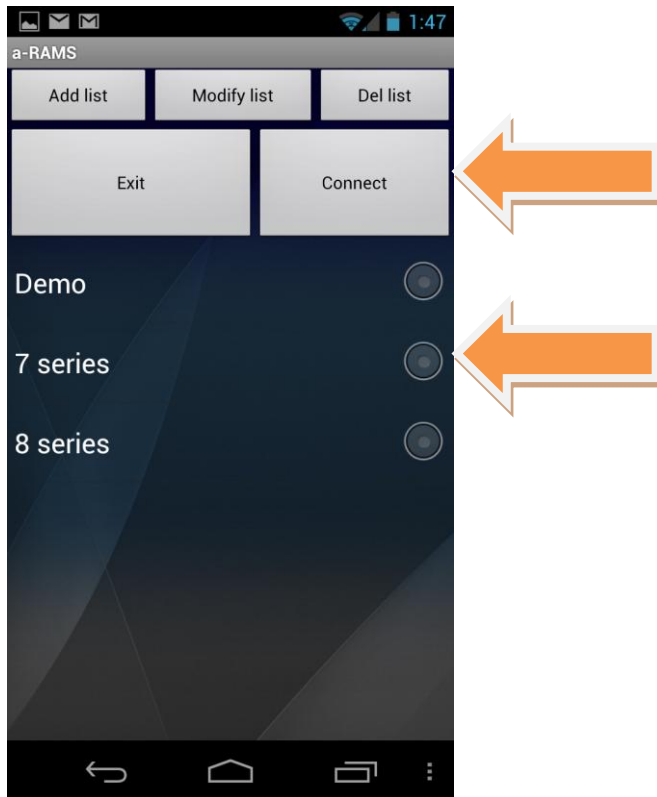 1:47
a-RAMS
Add list Modify list Del list
Exit Connect
Demo
7 series
8 series